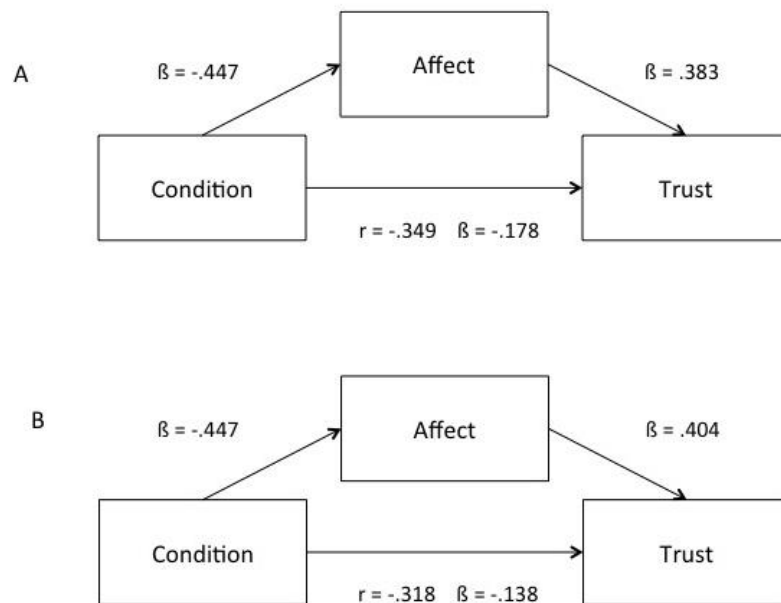 A
ß = -.447
Affect
ß = .383
Condition
Trust
r = -.349 ß = -.178
B
ß = -.447
Affect
ß = .404
Condition
Trust
r = -.318 ß = -.138